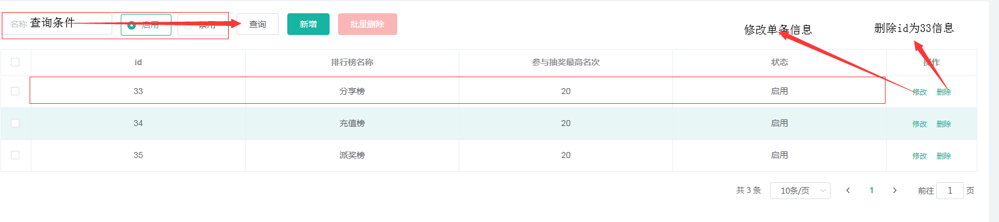 名称 查询条件 启用 禁用 查询 新增 批量删除
修改单条信息 删除id为33信息
id 排行榜名称 参与抽奖最高名次 状态 操作
33 分享榜 20 启用 修改 删除
34 充值榜 20 启用 修改 删除
35 派奖榜 20 启用 修改 删除
共 3 条 10条/页 1 前往 1 页